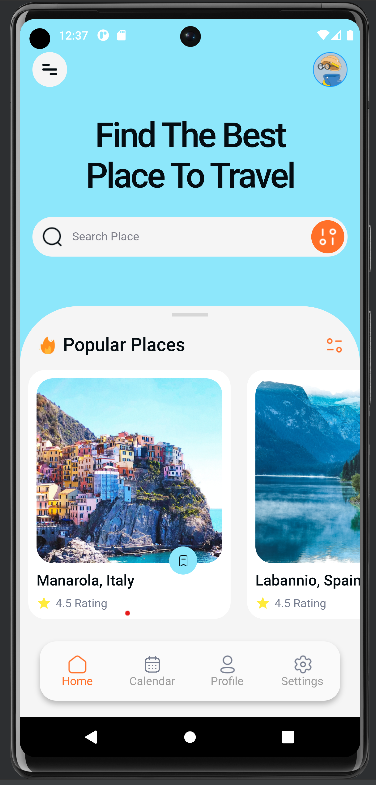 12:37
Find The Best
Place To Travel
Search Place
Popular Places
Manarola, Italy
4.5 Rating
Labannio, Spain
4.5 Rating
Home
Calendar
Profile
Settings